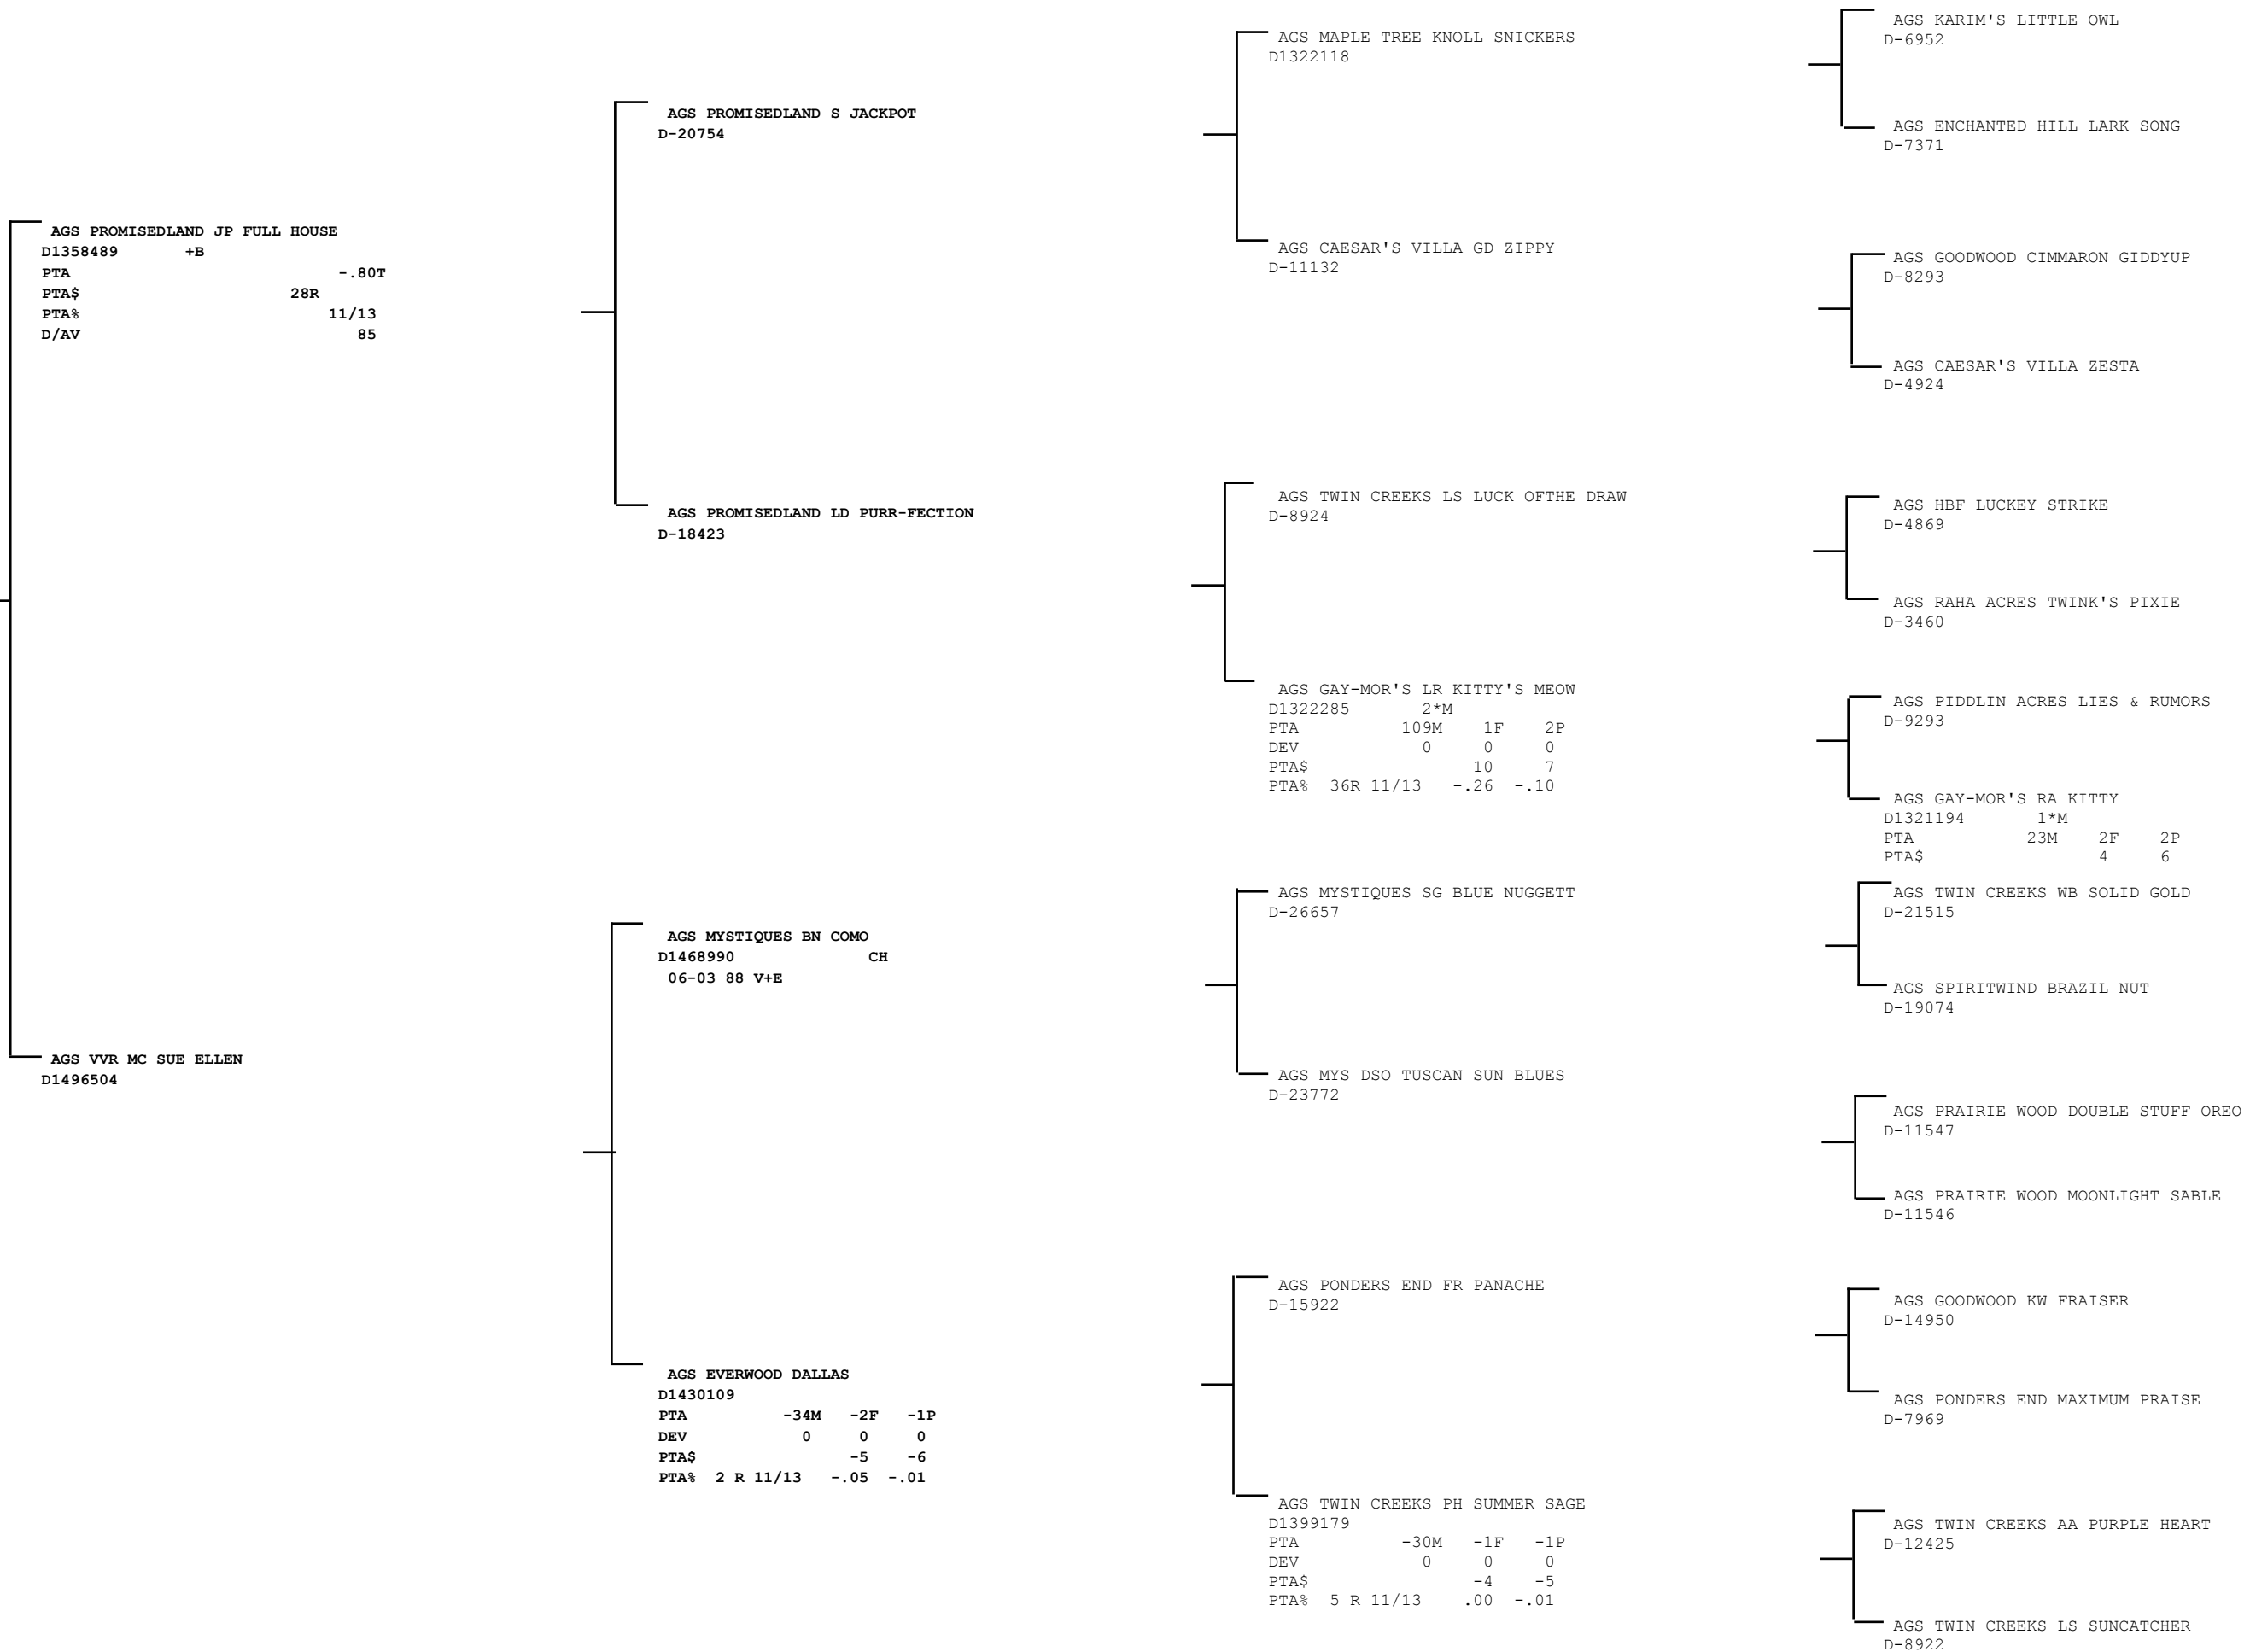 AGS PROMISEDLAND JP FULL HOUSE
D1358489 +B
PTA -.80T
PTA$ 28R
PTA% 11/13
D/AV 85
AGS VVR MC SUE ELLEN
D1496504
AGS PROMISEDLAND S JACKPOT
D-20754
AGS PROMISEDLAND LD PURR-FECTION
D-18423
AGS MYSTIQUES BN COMO
D1468990 CH
06-03 88 V+E
AGS EVERWOOD DALLAS
D1430109
PTA -34M -2F -1P
DEV 0 0 0
PTA$ -5 -6
PTA% 2 R 11/13 -.05 -.01
AGS MAPLE TREE KNOLL SNICKERS
D1322118
AGS CAESAR'S VILLA GD ZIPPY
D-11132
AGS TWIN CREEKS LS LUCK OFTHE DRAW
D-8924
AGS GAY-MOR'S LR KITTY'S MEOW
D1322285 2*M
PTA 109M 1F 2P
DEV 0 0 0
PTA$ 10 7
PTA% 36R 11/13 -.26 -.10
AGS MYSTIQUES SG BLUE NUGGETT
D-26657
AGS MYS DSO TUSCAN SUN BLUES
D-23772
AGS PONDERS END FR PANACHE
D-15922
AGS TWIN CREEKS PH SUMMER SAGE
D1399179
PTA -30M -1F -1P
DEV 0 0 0
PTA$ -4 -5
PTA% 5 R 11/13 .00 -.01
AGS KARIM'S LITTLE OWL
D-6952
AGS ENCHANTED HILL LARK SONG
D-7371
AGS GOODWOOD CIMMARON GIDDYUP
D-8293
AGS CAESAR'S VILLA ZESTA
D-4924
AGS HBF LUCKEY STRIKE
D-4869
AGS RAHA ACRES TWINK'S PIXIE
D-3460
AGS PIDDLIN ACRES LIES & RUMORS
D-9293
AGS GAY-MOR'S RA KITTY
D1321194 1*M
PTA 23M 2F 2P
PTA$ 4 6
AGS TWIN CREEKS WB SOLID GOLD
D-21515
AGS SPIRITWIND BRAZIL NUT
D-19074
AGS PRAIRIE WOOD DOUBLE STUFF OREO
D-11547
AGS PRAIRIE WOOD MOONLIGHT SABLE
D-11546
AGS GOODWOOD KW FRAISER
D-14950
AGS PONDERS END MAXIMUM PRAISE
D-7969
AGS TWIN CREEKS AA PURPLE HEART
D-12425
AGS TWIN CREEKS LS SUNCATCHER
D-8922